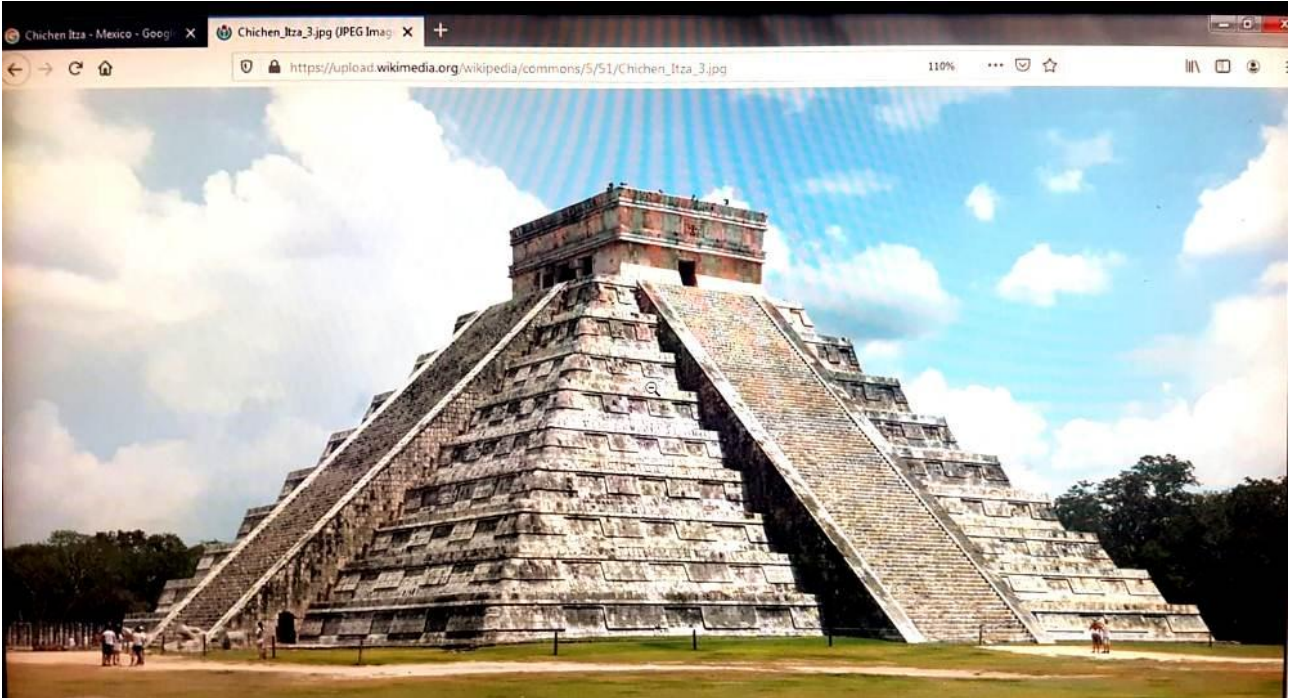 Chichen Itza - Mexico - Googl
Chichen_Itza_3.jpg (JPEG Imag
https://upload.wikimedia.org/wikipedia/commons/5/51/Chichen_Itza_3.jpg
110%